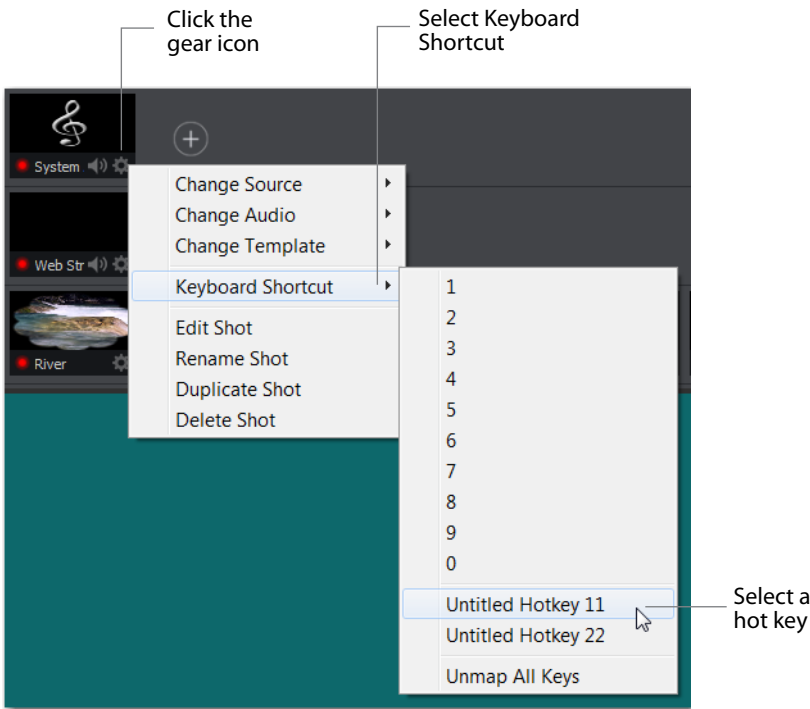 Click the
gear icon
Select Keyboard
Shortcut
System
Change Source
Change Audio
Change Template
Web Str
Keyboard Shortcut
Edit Shot
Rename Shot
Duplicate Shot
Delete Shot
River
1
2
3
4
5
6
7
8
9
0
Untitled Hotkey 11
Untitled Hotkey 22
Unmap All Keys
Select a
hot key